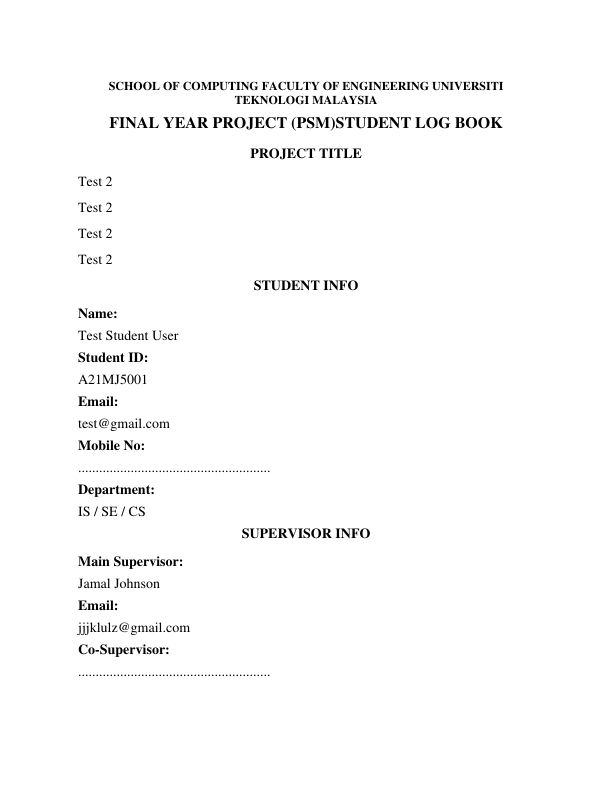 SCHOOL OF COMPUTING FACULTY OF ENGINEERING UNIVERSITI
TEKNOLOGI MALAYSIA
FINAL YEAR PROJECT (PSM)STUDENT LOG BOOK
PROJECT TITLE
Test 2
Test 2
Test 2
Test 2
STUDENT INFO
Name:
Test Student User
Student ID:
A21MJ5001
Email:
test@gmail.com
Mobile No:
.......................................................
Department:
IS / SE / CS
SUPERVISOR INFO
Main Supervisor:
Jamal Johnson
Email:
jjjklulz@gmail.com
Co-Supervisor:
.......................................................